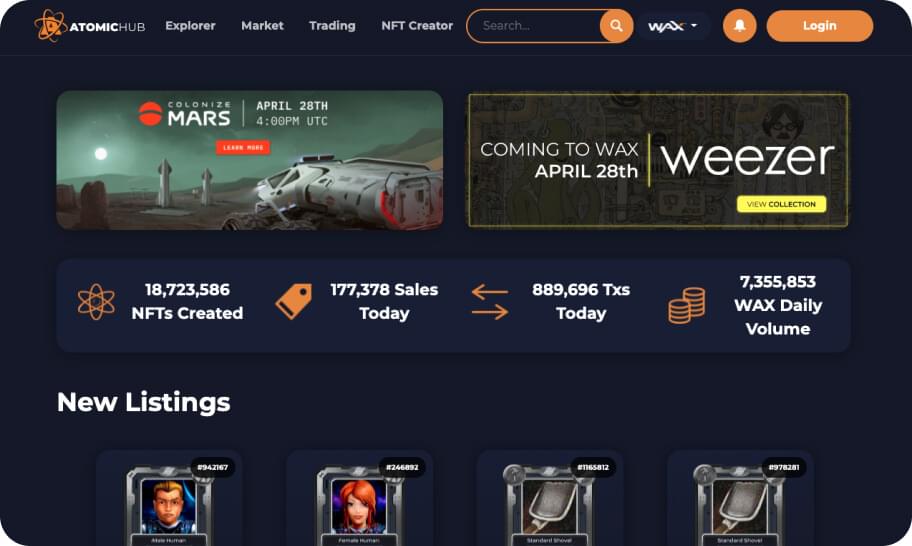 ATOMICHUB
Explorer
Market
Trading
NFT Creator
Search...
WAX
Login
COLONIZE
MARS
APRIL 28TH
4:00PM UTC
LEARN MORE
COMING TO WAX
APRIL 28th
weezer
VIEW COLLECTION
18,723,586
NFTs Created
177,378 Sales
Today
889,696 Txs
Today
7,355,853
WAX Daily
Volume
New Listings
#942167
#246892
#1165812
#978281
Male Human
Female Human
Standard Shovel
Standard Shovel